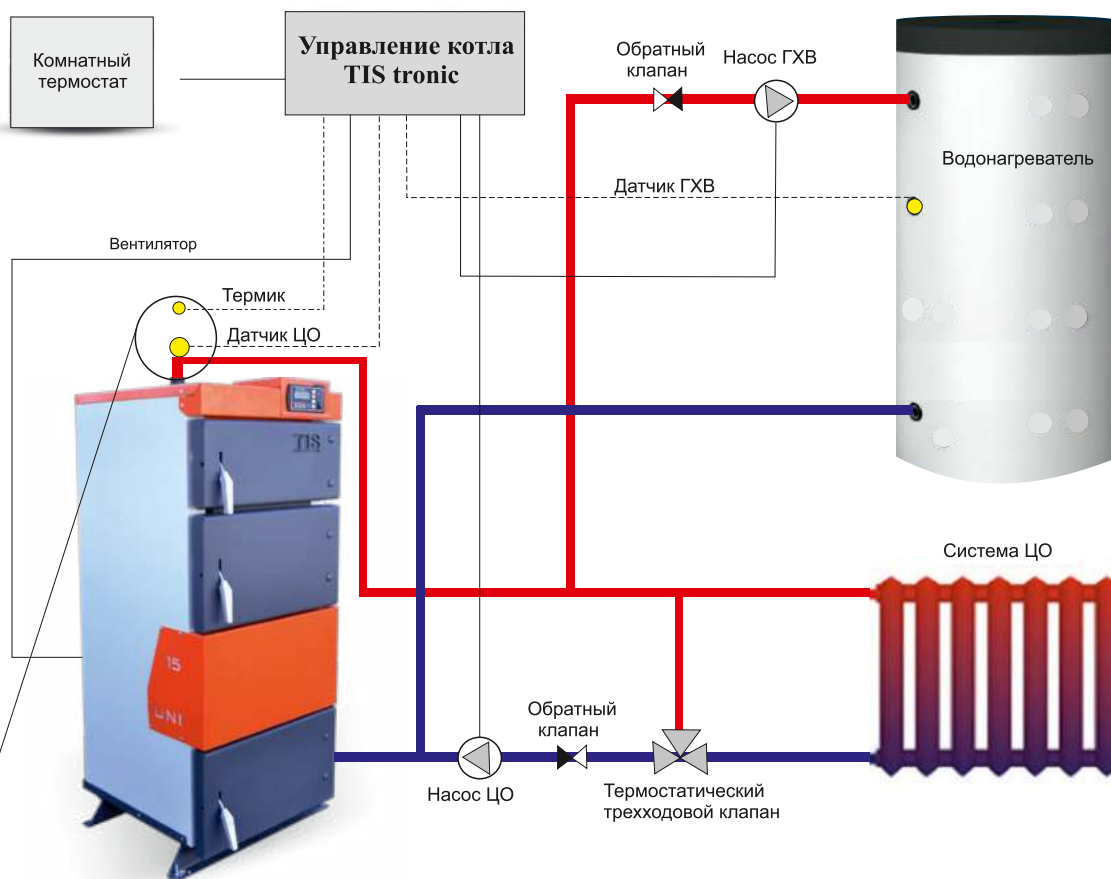 Комнатный
термостат
Управление котла
TIS tronic
Обратный
клапан
Насос ГХВ
Водонагреватель
Датчик ГХВ
Вентилятор
Термик
Датчик ЦО
TIS
Система ЦО
15
UNI
Обратный
клапан
Насос ЦО
Термостатический
трехходовой клапан